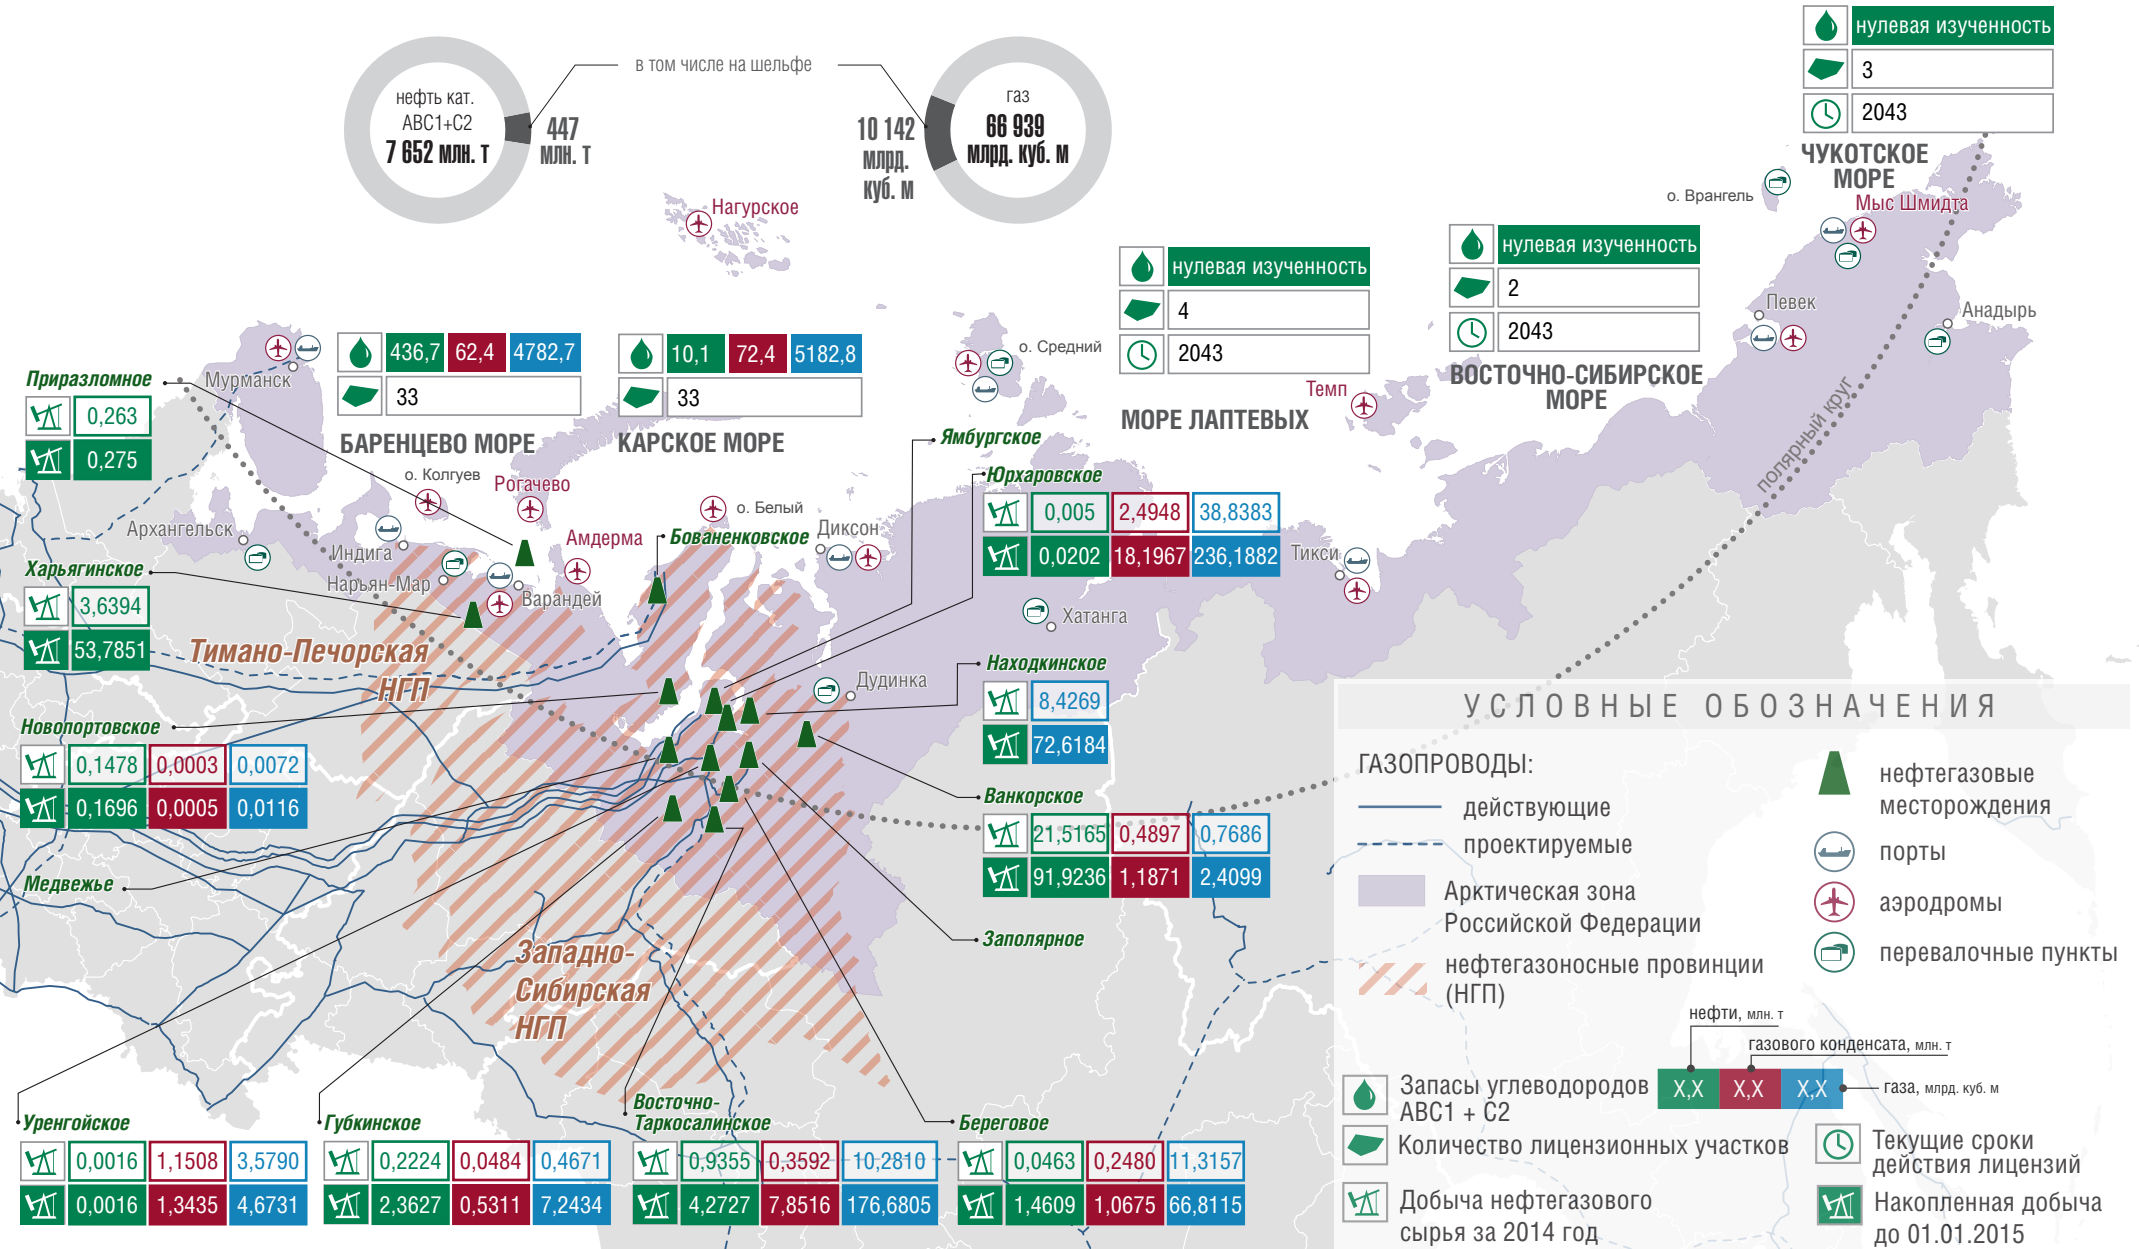 нефть кат.
ABC1+C2
7 652 млн. т
447
млн. т
в том числе на шельфе
10 142
млрд.
куб. м
газ
66 939
млрд. куб. м
нулевая изученность
3
2043
ЧУКОТСКОЕ
МОРЕ
о. Врангель
Мыс Шмидта
Нагурское
нулевая изученность
4
2043
МОРЕ ЛАПТЕВЫХ
нулевая изученность
2
2043
ВОСТОЧНО-СИБИРСКОЕ
МОРЕ
Певек
Анадырь
полярный круг
Темп
о. Средний
436,7 62,4 4782,7
33
БАРЕНЦЕВО МОРЕ
10,1 72,4 5182,8
33
КАРСКОЕ МОРЕ
Мурманск
Приразломное
0,263
0,275
о. Колгуев
Рогачево
Архангельск
Индига
Нарьян-Мар
Амдерма
Варандей
о. Белый
Диксон
Бованенковское
Харьягинское
3,6394
53,7851
Тимано-Печорская
НГП
Ямбургское
Юрхаровское
0,005 2,4948 38,8383
0,0202 18,1967 236,1882
Тикси
Хатанга
Дудинка
Находкинское
8,4269
72,6184
Новопортовское
0,1478 0,0003 0,0072
0,1696 0,0005 0,0116
Ванкорское
21,5165 0,4897 0,7686
91,9236 1,1871 2,4099
Медвежье
Заполярное
Западно-
Сибирская
НГП
Уренгойское
0,0016 1,1508 3,5790
0,0016 1,3435 4,6731
Губкинское
0,2224 0,0484 0,4671
2,3627 0,5311 7,2434
Восточно-
Таркосалинское
0,9355 0,3592 10,2810
4,2727 7,8516 176,6805
Береговое
0,0463 0,2480 11,3157
1,4609 1,0675 66,8115
УСЛОВНЫЕ ОБОЗНАЧЕНИЯ
ГАЗОПРОВОДЫ:
действующие
проектируемые
Арктическая зона
Российской Федерации
нефтегазоносные провинции
(НГП)
нефтегазовые
месторождения
порты
аэродромы
перевалочные пункты
нефти, млн. т
газового конденсата, млн. т
X,X X,X X,X
газа, млрд. куб. м
Запасы углеводородов
ABC1 + C2
Количество лицензионных участков
Добыча нефтегазового
сырья за 2014 год
Текущие сроки
действия лицензий
Накопленная добыча
до 01.01.2015